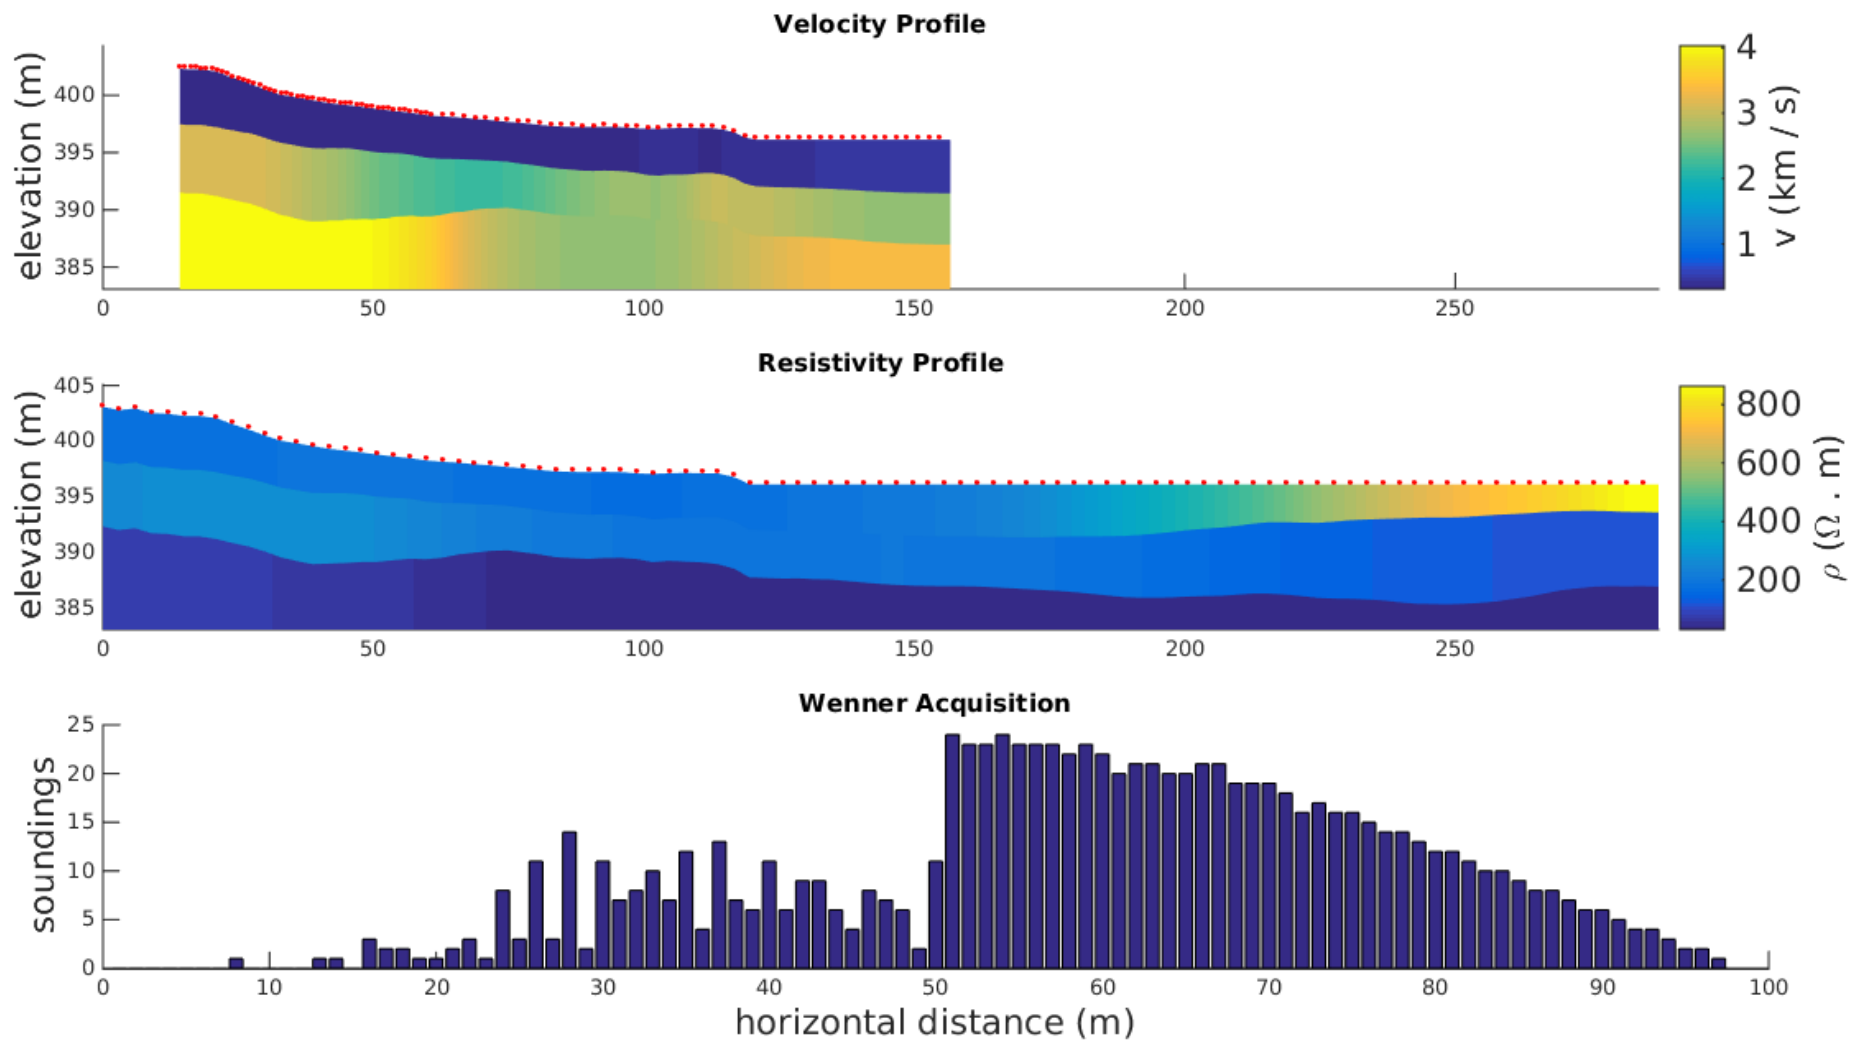 Velocity Profile
elevation (m)
400
395
390
385
0 50 100 150 200 250
4
3
2
1
v (km / s)
Resistivity Profile
elevation (m)
405
400
395
390
385
0 50 100 150 200 250
800
600
400
200
ρ (Ω . m)
Wenner Acquisition
soundings
25
20
15
10
5
0
0 10 20 30 40 50 60 70 80 90 100
horizontal distance (m)